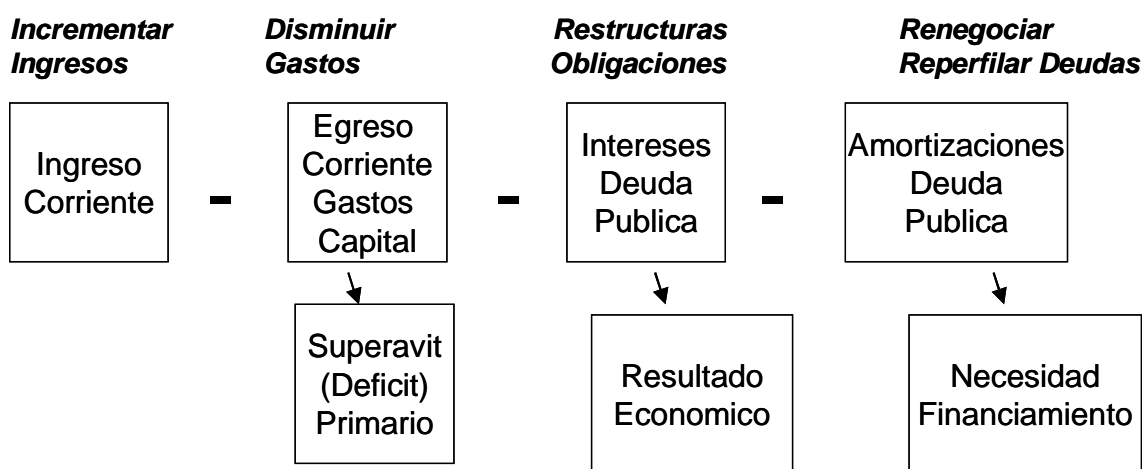 Incrementar
Ingresos
Disminuir
Gastos
Restructuras
Obligaciones
Renegociar
Reperfilar Deudas
Ingreso
Corriente
-
Egreso
Corriente
Gastos
Capital
-
Intereses
Deuda
Publica
-
Amortizaciones
Deuda
Publica
Superavit
(Deficit)
Primario
Resultado
Economico
Necesidad
Financiamiento